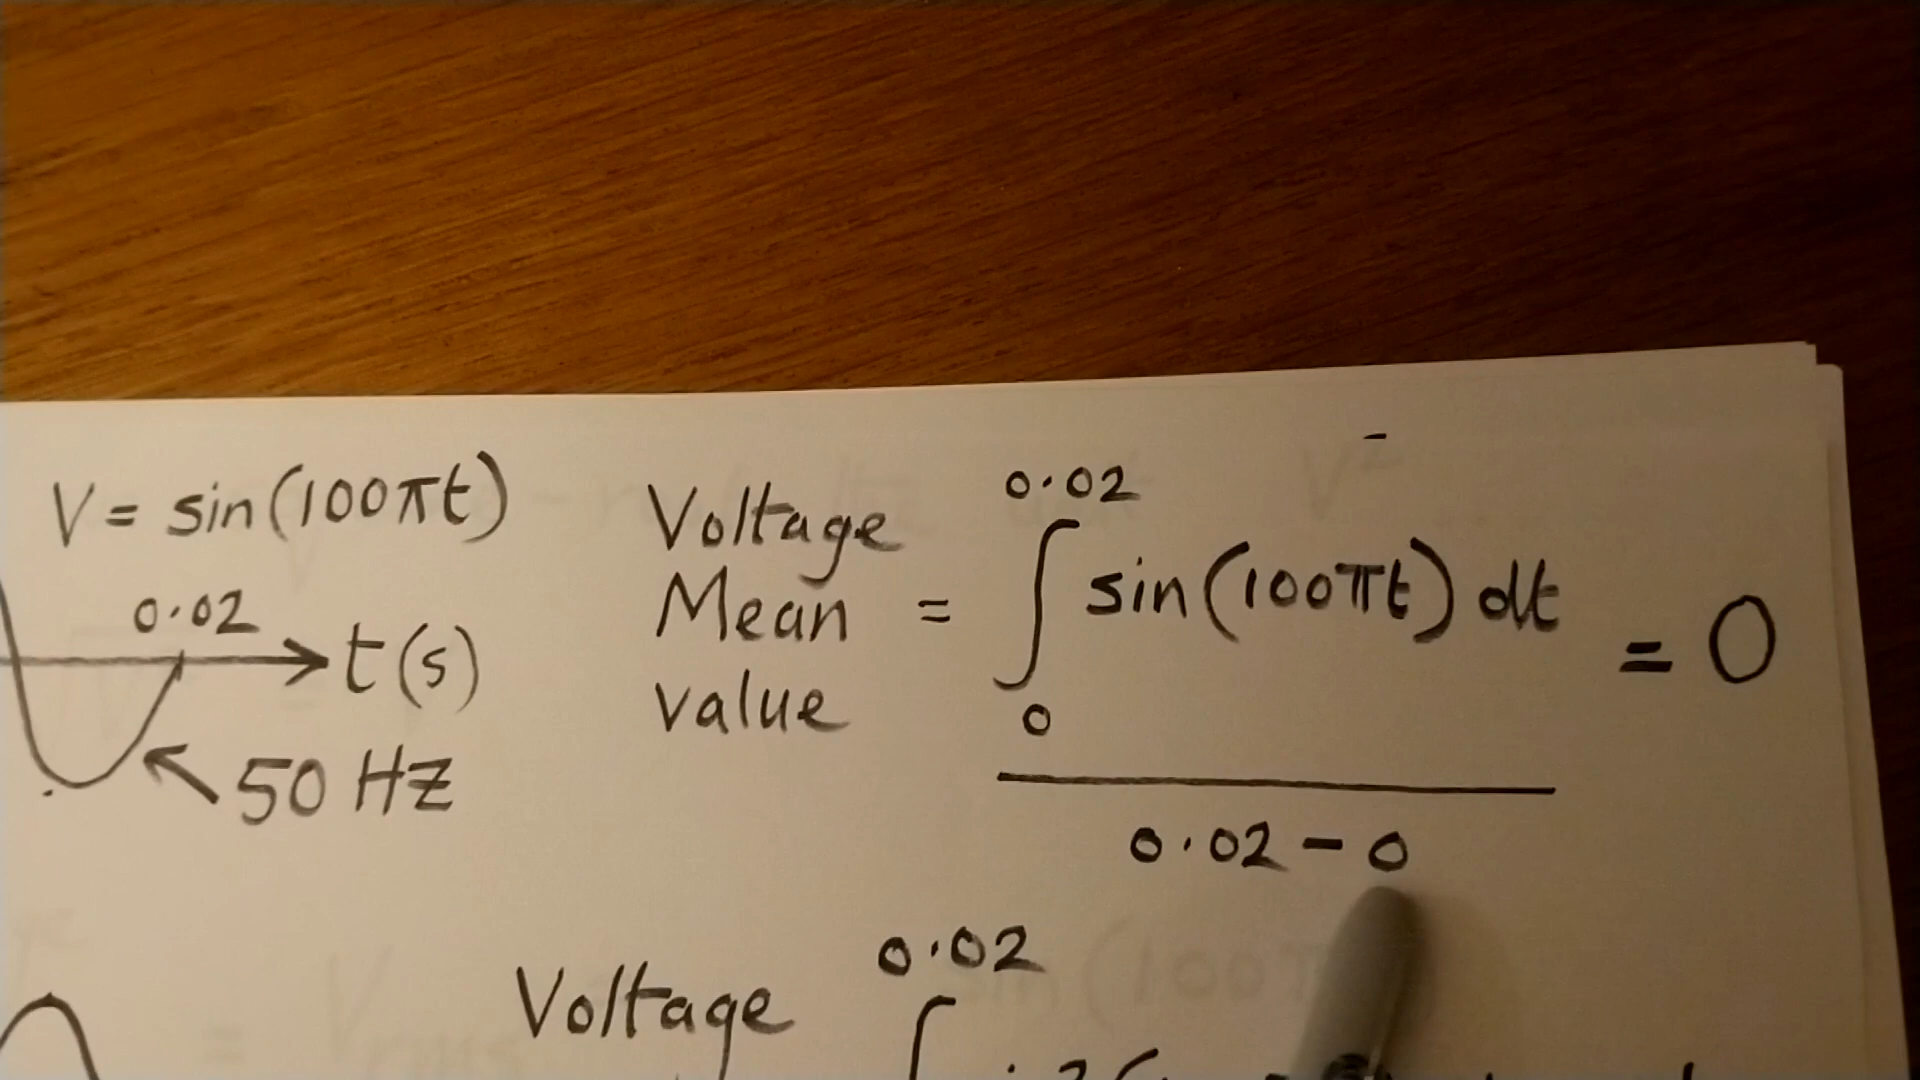 V = sin(100πt)
0.02
t(s)
50 HZ
Voltage
Mean
value
=
0.02
∫ sin(100πt) dt
0
0.02 - 0
= 0
Voltage
0.02
∫